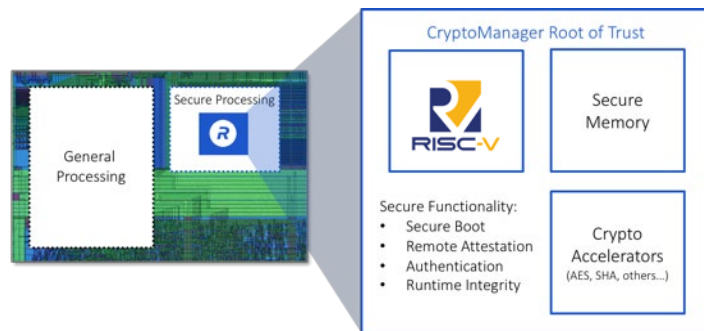 CryptoManager Root of Trust
Secure Processing
R
General
Processing
RISC-V
Secure
Memory
Secure Functionality:
• Secure Boot
• Remote Attestation
• Authentication
• Runtime Integrity
Crypto
Accelerators
(AES, SHA, others...)